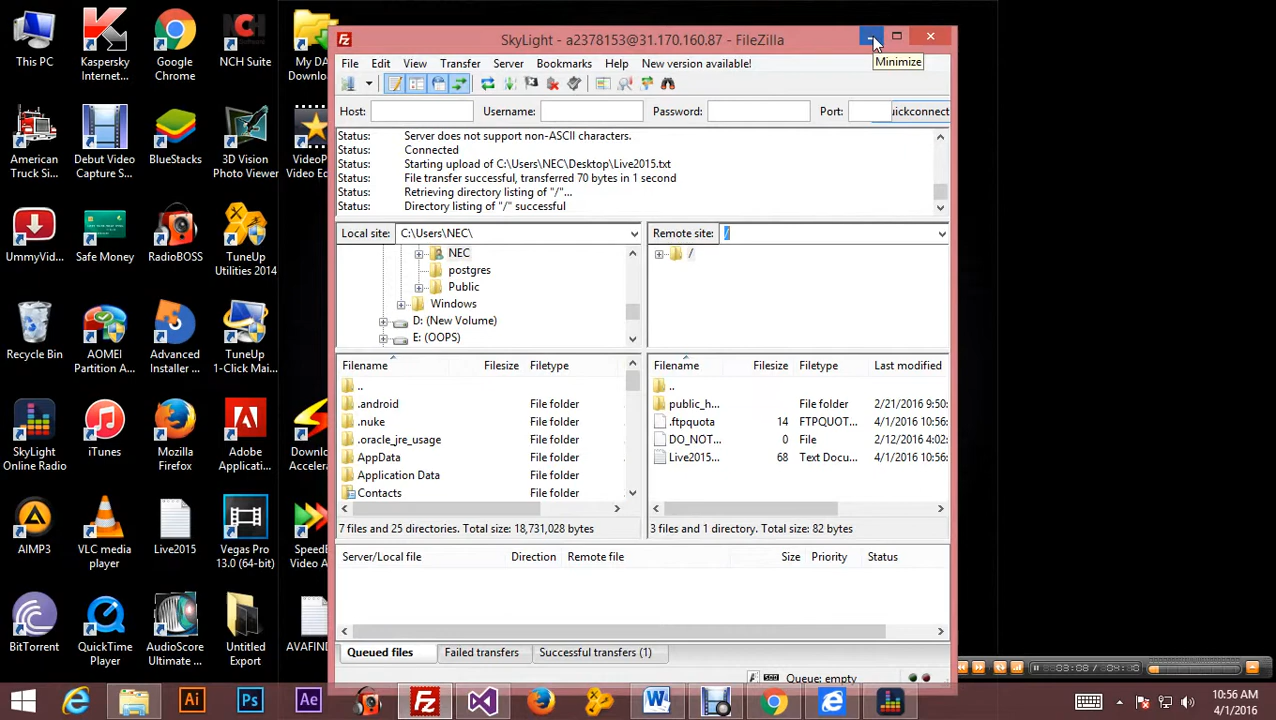 SkyLight - a2378153@31.170.160.87 - FileZilla
Minimize
File Edit View Transfer Server Bookmarks Help New version available!
Host: Username: Password: Port: uickconnect
Status: Server does not support non-ASCII characters.
Status: Connected
Status: Starting upload of C:\Users\NEC\Desktop\Live2015.txt
Status: File transfer successful, transferred 70 bytes in 1 second
Status: Retrieving directory listing of "/"...
Status: Directory listing of "/" successful
Local site: C:\Users\NEC\
Remote site: /
NEC
postgres
Public
Windows
D: (New Volume)
E: (OOPS)
/
Filename Filesize Filetype
..
.android File folder
.nuke File folder
.oracle_jre_usage File folder
AppData File folder
Application Data File folder
Contacts File folder
7 files and 25 directories. Total size: 18,731,028 bytes
Filename Filesize Filetype Last modified
..
public_h... File folder 2/21/2016 9:50:
.ftpquota 14 FTPQUOT... 4/1/2016 10:56:
DO_NOT... 0 File 2/12/2016 4:02:
Live2015... 68 Text Docu... 4/1/2016 10:56:
3 files and 1 directory. Total size: 82 bytes
Server/Local file Direction Remote file Size Priority Status
Queued files Failed transfers Successful transfers (1)
Queue: empty
This PC
Kaspersky Internet...
Google Chrome
NCH
NCH Suite
My DA
Downlo
American Truck Si...
Debut Video Capture S...
BlueStacks
3D Vision Photo Viewer
VideoP
Video Ed
UmmyVid...
Safe Money
RadioBOSS
TuneUp Utilities 2014
Recycle Bin
AOMEI Partition A...
Advanced Installer ...
TuneUp 1-Click Mai...
SkyLight Online Radio
iTunes
Mozilla Firefox
Adobe Applicati...
Downlo
Accelera
AIMP3
VLC media player
Live2015
Vegas Pro 13.0 (64-bit)
SpeedB
Video A
BitTorrent
QuickTime Player
AudioScore Ultimate ...
Untitled Export
AVAFIND
Ai Ps Ae Fz
10:56 AM
4/1/2016